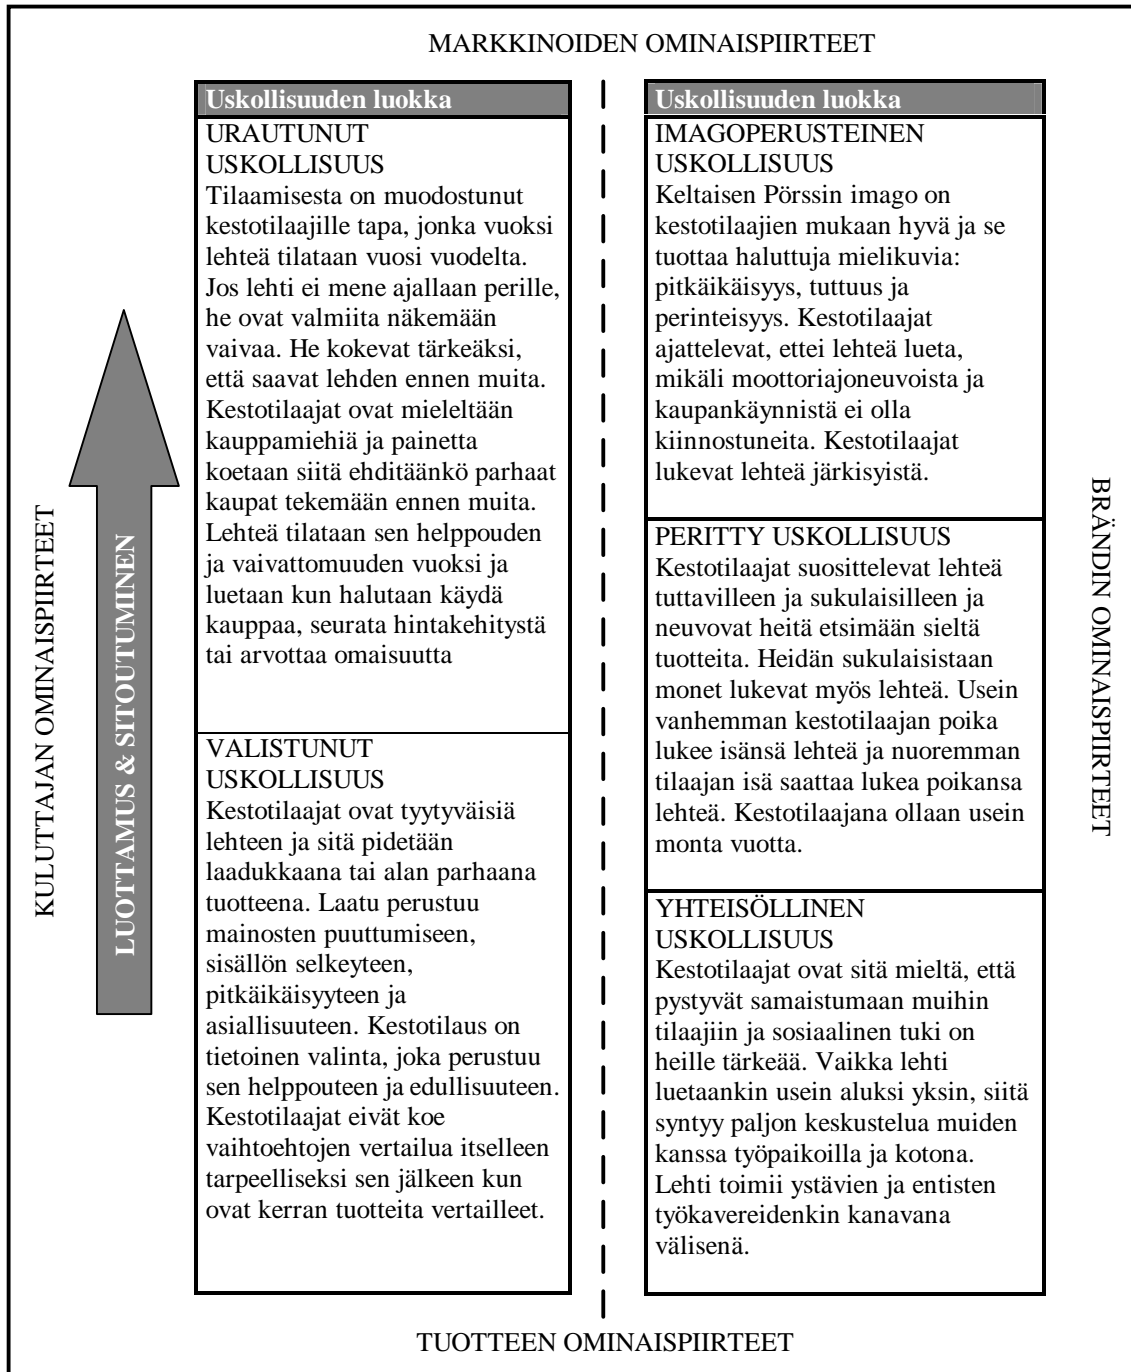 MARKKINOIDEN OMINAISPIIRTEET
KULUTTAJAN OMINAISPIIRTEET
LUOTTAMUS & SITOUTUMINEN
Uskollisuuden luokka
URAUTUNUT
USKOLLISUUS
Tilaamisesta on muodostunut
kestotilaajille tapa, jonka vuoksi
lehteä tilataan vuosi vuodelta.
Jos lehti ei mene ajallaan perille,
he ovat valmiita näkemään
vaivaa. He kokevat tärkeäksi,
että saavat lehden ennen muita.
Kestotilaajat ovat mieleltään
kauppamiehiä ja painetta
koetaan siitä ehditäänkö parhaat
kaupat tekemään ennen muita.
Lehteä tilataan sen helppouden
ja vaivattomuuden vuoksi ja
luetaan kun halutaan käydä
kauppaa, seurata hintakehitystä
tai arvottaa omaisuutta
VALISTUNUT
USKOLLISUUS
Kestotilaajat ovat tyytyväisiä
lehteen ja sitä pidetään
laadukkaana tai alan parhaana
tuotteena. Laatu perustuu
mainosten puuttumiseen,
sisällön selkeyteen,
pitkäikäisyyteen ja
asiallisuuteen. Kestotilaus on
tietoinen valinta, joka perustuu
sen helppouteen ja edullisuuteen.
Kestotilaajat eivät koe
vaihtoehtojen vertailua itselleen
tarpeelliseksi sen jälkeen kun
ovat kerran tuotteita vertailleet.
Uskollisuuden luokka
IMAGOPERUSTEINEN
USKOLLISUUS
Keltaisen Pörssin imago on
kestotilaajien mukaan hyvä ja se
tuottaa haluttuja mielikuvia:
pitkäikäisyys, tuttuus ja
perinteisyys. Kestotilaajat
ajattelevat, ettei lehteä lueta,
mikäli moottoriajoneuvoista ja
kaupankäynnistä ei olla
kiinnostuneita. Kestotilaajat
lukevat lehteä järkisyistä.
PERITTY USKOLLISUUS
Kestotilaajat suosittelevat lehteä
tuttavilleen ja sukulaisilleen ja
neuvovat heitä etsimään sieltä
tuotteita. Heidän sukulaisistaan
monet lukevat myös lehteä. Usein
vanhemman kestotilaajan poika
lukee isänsä lehteä ja nuoremman
tilaajan isä saattaa lukea poikansa
lehteä. Kestotilaajana ollaan usein
monta vuotta.
YHTEISÖLLINEN
USKOLLISUUS
Kestotilaajat ovat sitä mieltä, että
pystyvät samaistumaan muihin
tilaajiin ja sosiaalinen tuki on
heille tärkeää. Vaikka lehti
luetaankin usein aluksi yksin, siitä
syntyy paljon keskustelua muiden
kanssa työpaikoilla ja kotona.
Lehti toimii ystävien ja entisten
työkavereidenkin kanavana
välisenä.
BRÄNDIN OMINAISPIIRTEET
TUOTTEEN OMINAISPIIRTEET